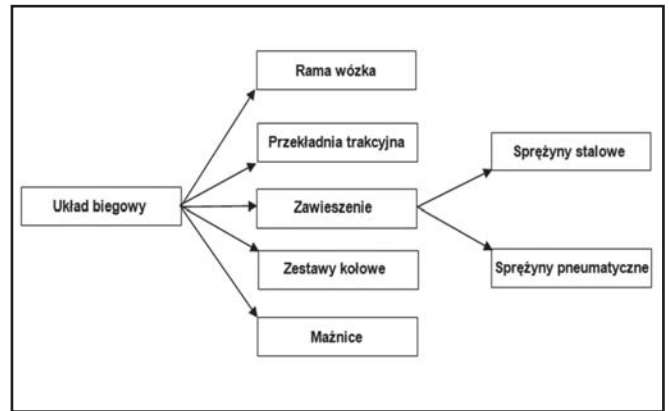 Rama wózka
Przekładnia trakcyjna
Sprężyny stalowe
Układ biegowy
Zawieszenie
Zestawy kołowe
Sprężyny pneumatyczne
Maźnice